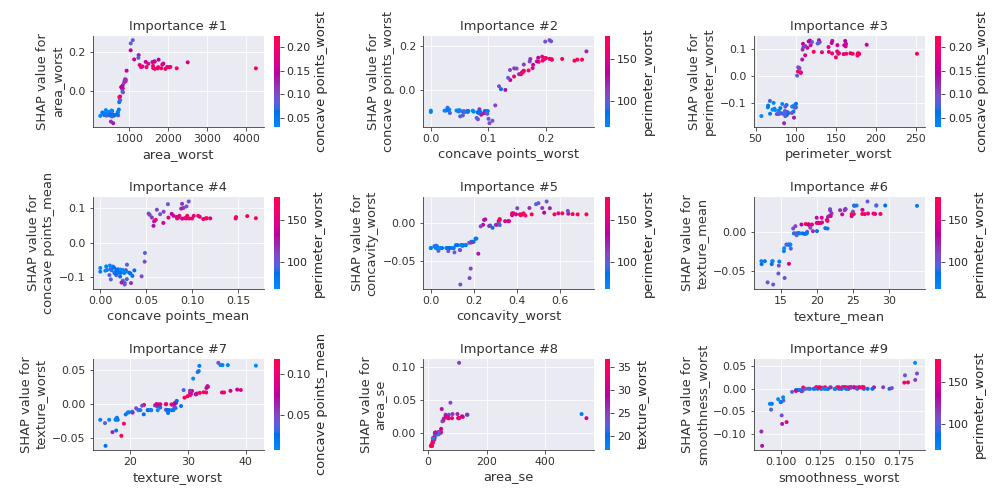 Importance #1
0.2
0.0
1000
2000
3000
4000
area_worst
SHAP value for
area_worst
0.20
0.15
0.10
0.05
concave points_worst
Importance #2
0.2
0.0
0.0
0.1
0.2
concave points_worst
SHAP value for
concave points_worst
150
100
perimeter_worst
Importance #3
0.1
0.0
−0.1
50
100
150
200
250
perimeter_worst
SHAP value for
perimeter_worst
0.20
0.15
0.10
0.05
concave points_worst
Importance #4
0.1
0.0
−0.1
0.00
0.05
0.10
0.15
concave points_mean
SHAP value for
concave points_mean
150
100
perimeter_worst
Importance #5
0.00
−0.05
0.0
0.2
0.4
0.6
concavity_worst
SHAP value for
concavity_worst
150
100
perimeter_worst
Importance #6
0.00
−0.05
15
20
25
30
texture_mean
SHAP value for
texture_mean
150
100
perimeter_worst
Importance #7
0.05
0.00
−0.05
20
30
40
texture_worst
SHAP value for
texture_worst
0.10
0.05
concave points_mean
Importance #8
0.10
0.05
0.00
0
200
400
area_se
SHAP value for
area_se
35
30
25
20
texture_worst
Importance #9
0.05
0.00
−0.05
−0.10
0.100
0.125
0.150
0.175
smoothness_worst
SHAP value for
smoothness_worst
150
100
perimeter_worst